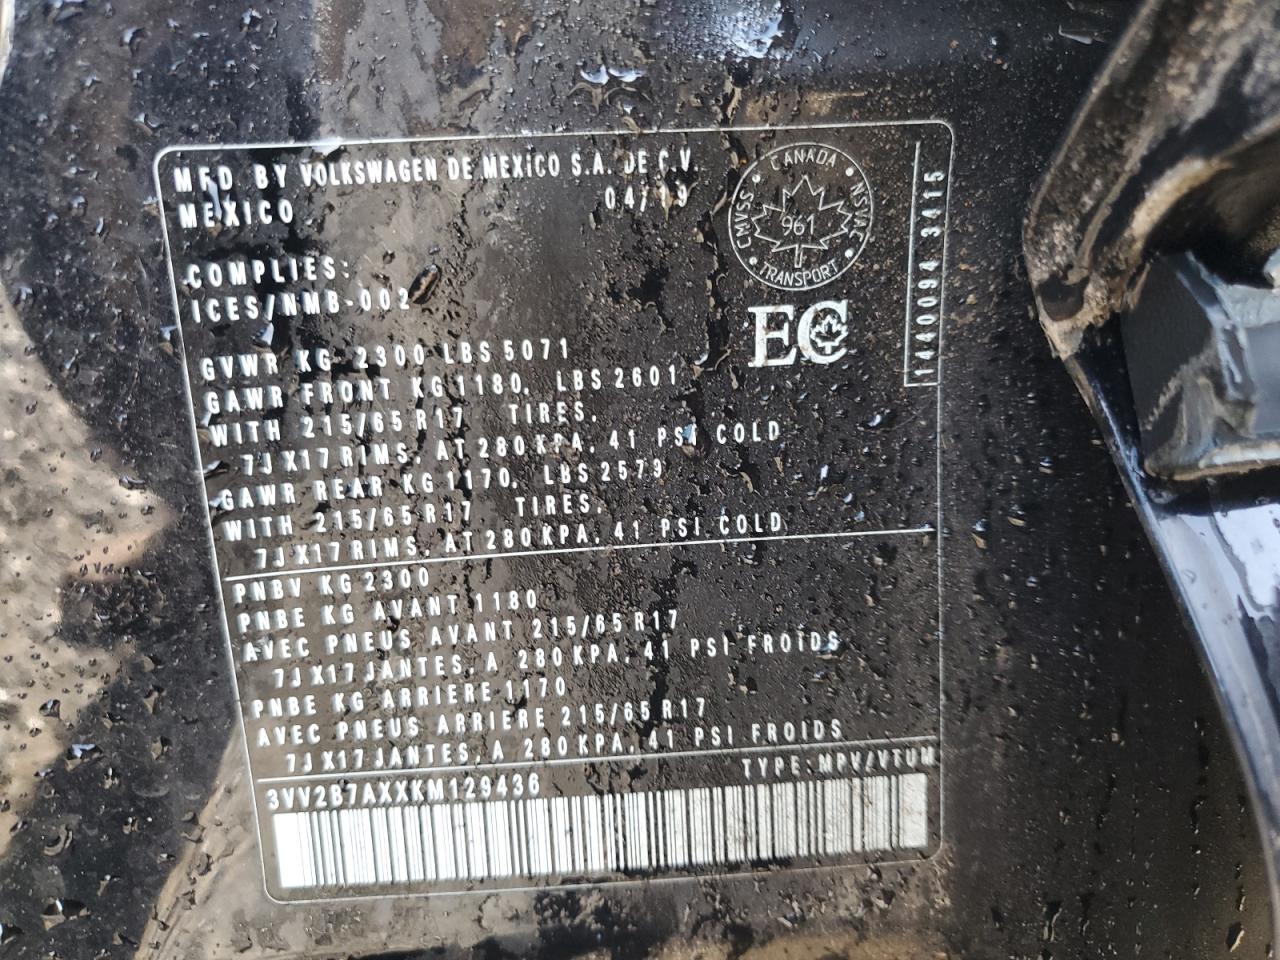 MFD BY VOLKSWAGEN DE MEXICO S.A. DE C.V.
MEXICO 04/19
COMPLIES:
ICES/NMB-002
GVWR KG 2300 LBS 5071
GAWR FRONT KG 1180, LBS 2601
WITH 215/65 R17 TIRES,
7J X17 RIMS, AT 280 KPA, 41 PSI COLD
GAWR REAR KG 1170, LBS 2579
WITH 215/65 R17 TIRES,
7J X17 RIMS, AT 280 KPA, 41 PSI COLD
PNBV KG 2300
PNBE KG AVANT 1180
AVEC PNEUS AVANT 215/65 R17
7J X17 JANTES, A 280 KPA, 41 PSI FROIDS
PNBE KG ARRIERE 1170
AVEC PNEUS ARRIERE 215/65 R17
7J X17 JANTES, A 280 KPA, 41 PSI FROIDS
TYPE: MPV/VTUM
3VV2B7AXXKM129436
CANADA
CMVSS NSVAC
961
TRANSPORT
EC
1440094 3415